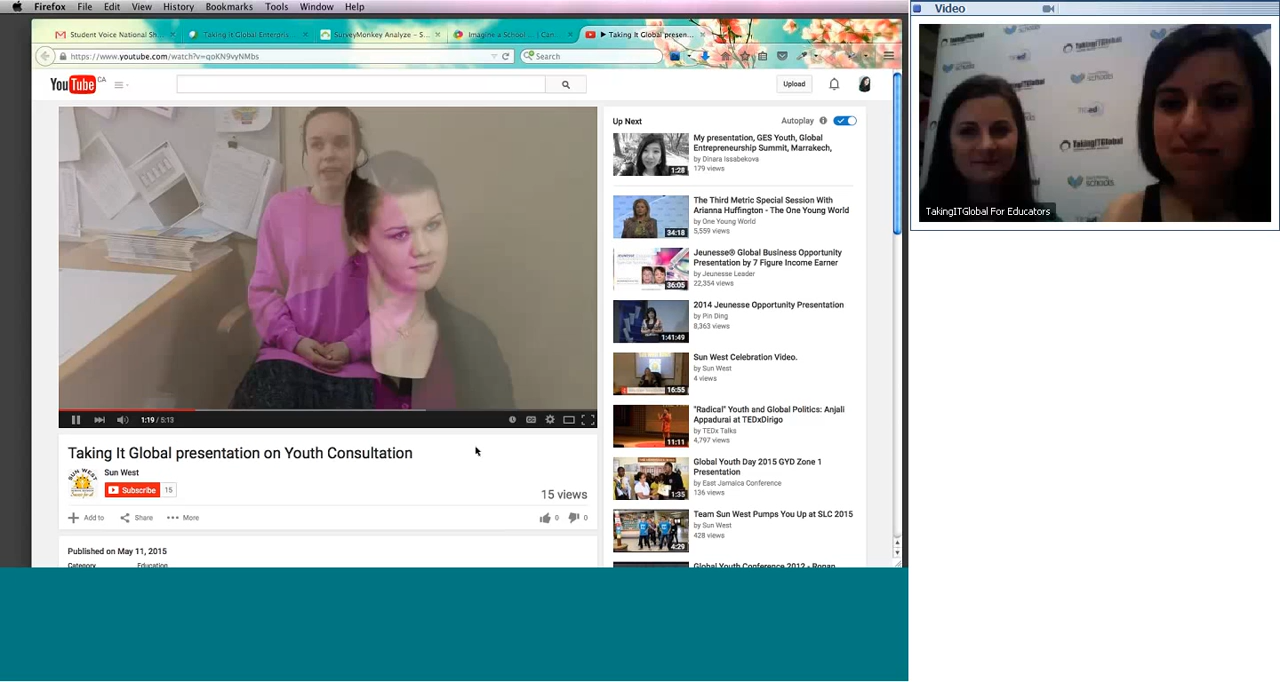 Firefox File Edit View History Bookmarks Tools Window Help
Video
Student Voice National Sh...
Taking It Global Enterpris...
SurveyMonkey Analyze - S...
Imagine a School ... | Can...
Taking It Global presen...
https://www.youtube.com/watch?v=qoKN9vyNMbs
Search
YouTube CA
Upload
Up Next
Autoplay
My presentation, GES Youth, Global
Entrepreneurship Summit, Marrakech,
by Dinara Issabekova
179 views
1:28
The Third Metric Special Session With
Arianna Huffington - The One Young World
by One Young World
5,559 views
34:18
Jeunesse® Global Business Opportunity
Presentation by 7 Figure Income Earner
by Jeunesse Leader
22,354 views
36:05
2014 Jeunesse Opportunity Presentation
by Pin Ding
8,363 views
1:41:49
Sun West Celebration Video.
by Sun West
4 views
16:55
"Radical" Youth and Global Politics: Anjali
Appadurai at TEDxDirigo
by TEDx Talks
4,797 views
11:11
Global Youth Day 2015 GYD Zone 1
Presentation
by East Jamaica Conference
136 views
1:35
Team Sun West Pumps You Up at SLC 2015
by Sun West
428 views
4:29
Global Youth Conference 2012 - Ronan
1:19 / 5:13
Taking It Global presentation on Youth Consultation
SUN WEST
Sun West
Subscribe 15
15 views
Add to Share More
0 0
Published on May 11, 2015
Category Education
TakingITGlobal
schools
TakingITGlobal For Educators